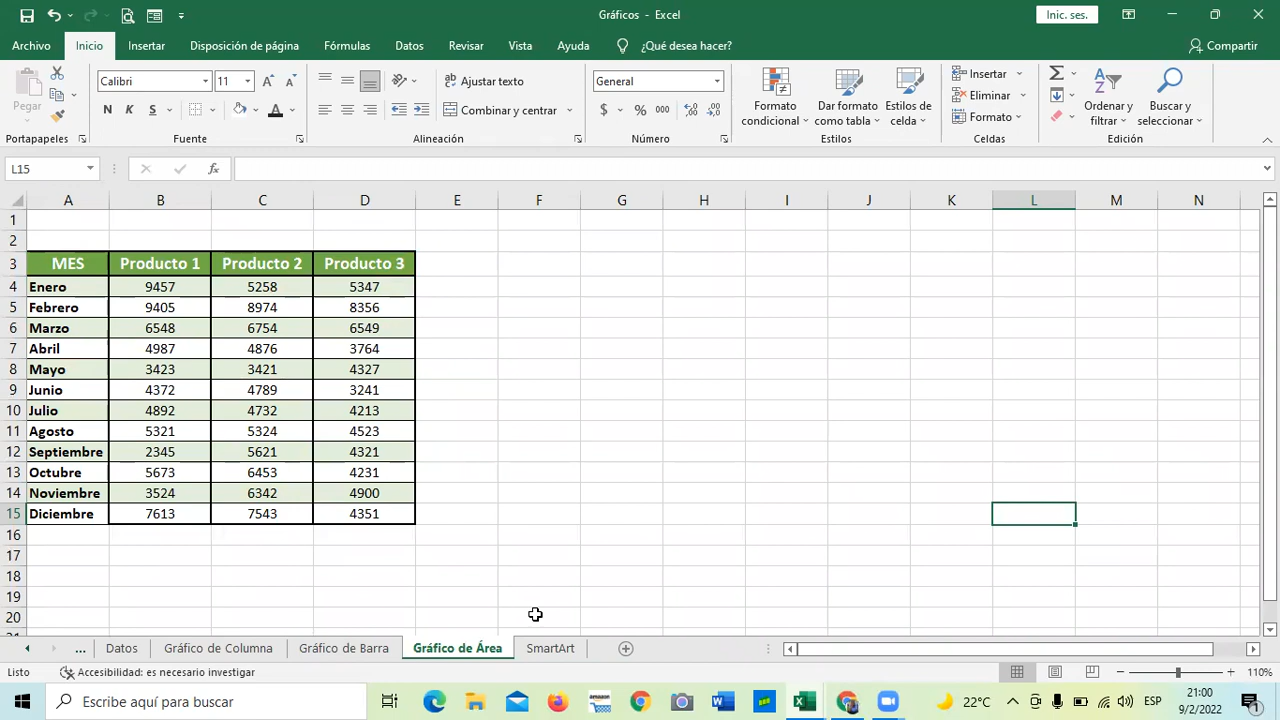 Gráficos - Excel
Inic. ses.
Archivo Inicio Insertar Disposición de página Fórmulas Datos Revisar Vista Ayuda ¿Qué desea hacer? Compartir
Pegar
Calibri 11
N K S
Ajustar texto
Combinar y centrar
General
$ % 000
Formato condicional
Dar formato como tabla
Estilos de celda
Insertar
Eliminar
Formato
Ordenar y filtrar
Buscar y seleccionar
Portapapeles Fuente Alineación Número Estilos Celdas Edición
L15 fx
A B C D E F G H I J K L M N
1
2
3 MES Producto 1 Producto 2 Producto 3
4 Enero 9457 5258 5347
5 Febrero 9405 8974 8356
6 Marzo 6548 6754 6549
7 Abril 4987 4876 3764
8 Mayo 3423 3421 4327
9 Junio 4372 4789 3241
10 Julio 4892 4732 4213
11 Agosto 5321 5324 4523
12 Septiembre 2345 5621 4321
13 Octubre 5673 6453 4231
14 Noviembre 3524 6342 4900
15 Diciembre 7613 7543 4351
16
17
18
19
20
... Datos Gráfico de Columna Gráfico de Barra Gráfico de Área SmartArt
Listo Accesibilidad: es necesario investigar 110%
Escribe aquí para buscar 22°C ESP 21:00
9/2/2022